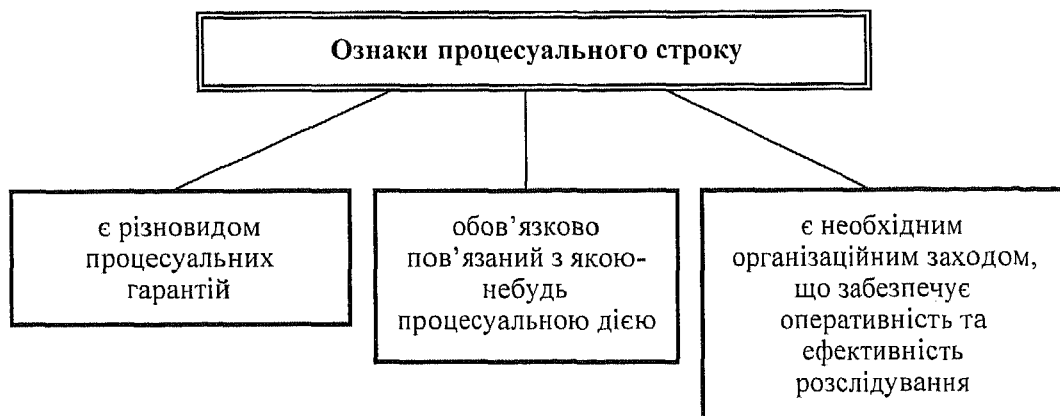 Ознаки процесуального строку
є різновидом
процесуальних
гарантій
обов’язково
пов’язаний з якою-
небудь
процесуальною дією
є необхідним
організаційним заходом,
що забезпечує
оперативність та
ефективність
розслідування